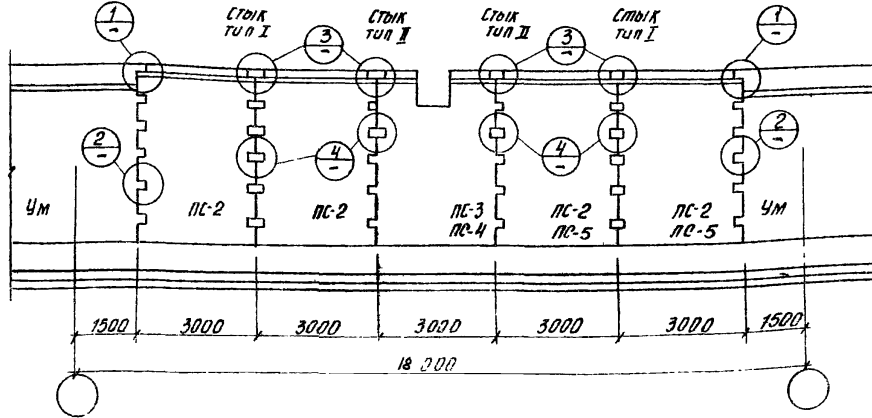 1
-
Стык
тип I
3
-
Стык
тип II
Стык
тип II
3
-
Стык
тип I
1
-
2
-
4
-
4
-
2
-
Ум
ПС-2
ПС-2
ПС-3
ПС-4
ПС-2
ПС-5
ПС-2
ПС-5
Ум
1500
3000
3000
3000
3000
3000
1500
18 000